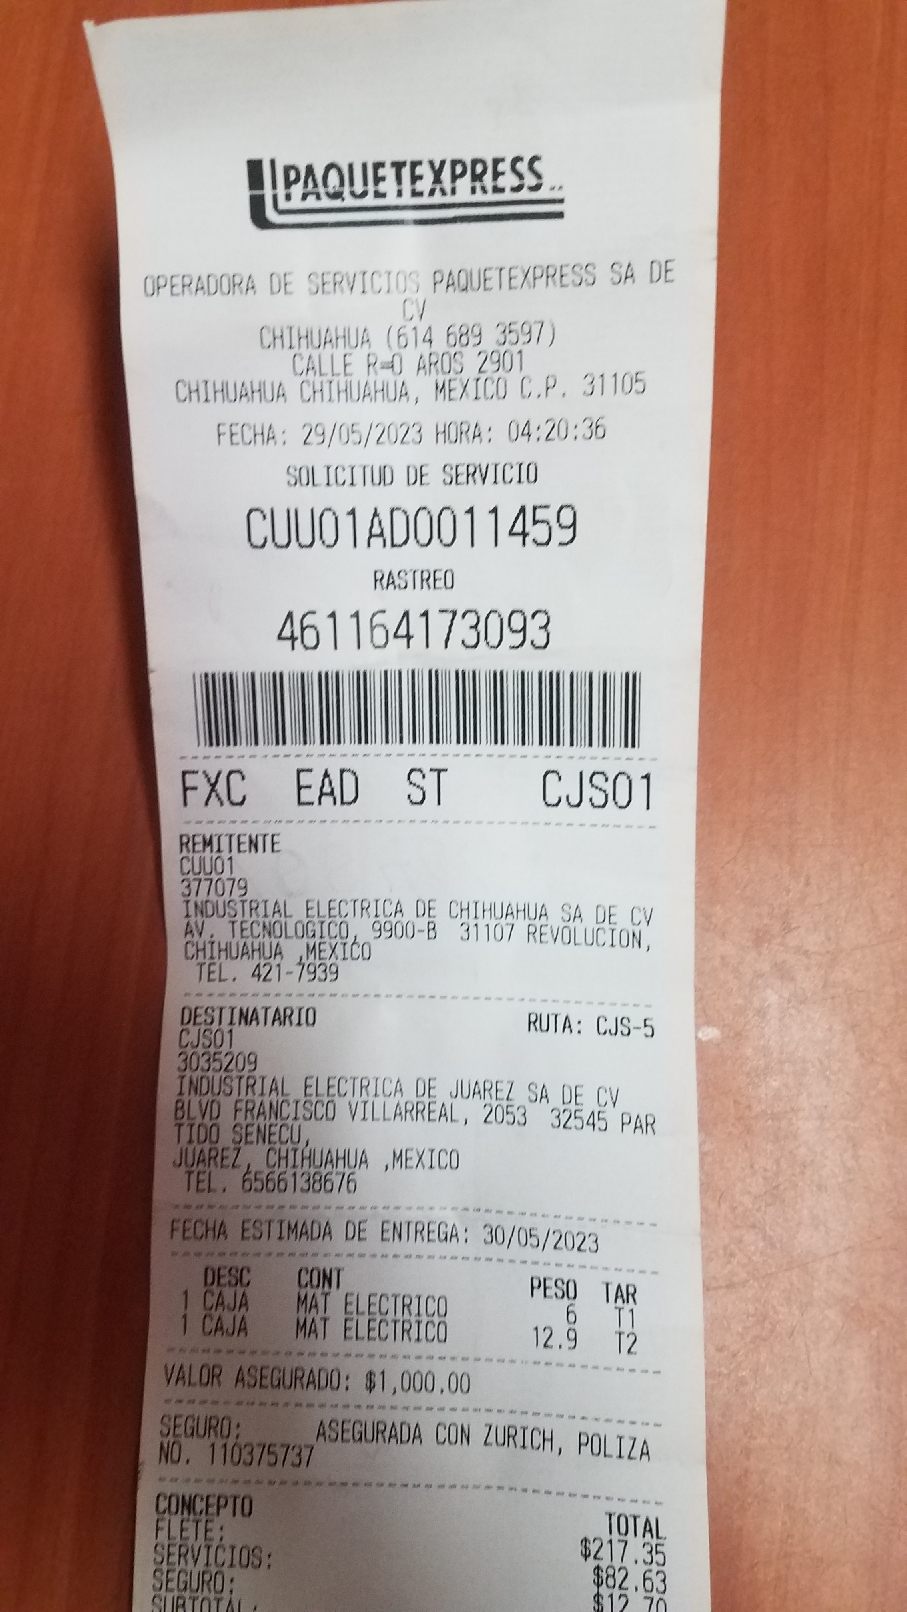 PAQUETEXPRESS
OPERADORA DE SERVICIOS PAQUETEXPRESS SA DE
CV
CHIHUAHUA (614 689 3597)
CALLE R=O AROS 2901
CHIHUAHUA CHIHUAHUA, MEXICO C.P. 31105
FECHA: 29/05/2023 HORA: 04:20:36
SOLICITUD DE SERVICIO
CUU01AD0011459
RASTREO
461164173093
FXC EAD ST CJS01
REMITENTE
CUU01
377079
INDUSTRIAL ELECTRICA DE CHIHUAHUA SA DE CV
AV. TECNOLOGICO, 9900-B 31107 REVOLUCION,
CHIHUAHUA ,MEXICO
TEL. 421-7939
DESTINATARIO RUTA: CJS-5
CJS01
3035209
INDUSTRIAL ELECTRICA DE JUAREZ SA DE CV
BLVD FRANCISCO VILLARREAL, 2053 32545 PAR
TIDO SENECU,
JUAREZ, CHIHUAHUA ,MEXICO
TEL. 6566138676
FECHA ESTIMADA DE ENTREGA: 30/05/2023
DESC CONT PESO TAR
1 CAJA MAT ELECTRICO 6 T1
1 CAJA MAT ELECTRICO 12.9 T2
VALOR ASEGURADO: $1,000.00
SEGURO: ASEGURADA CON ZURICH, POLIZA
NO. 110375737
CONCEPTO TOTAL
FLETE: $217.35
SERVICIOS: $82.63
SEGURO: $12.70
SUBTOTAL: